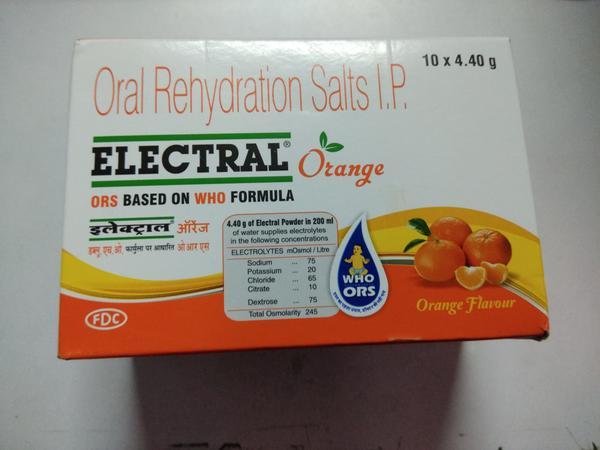 Oral Rehydration Salts I.P.
10 x 4.40 g
ELECTRAL® Orange
ORS BASED ON WHO FORMULA
इलेक्ट्राल® ऑरेंज
डब्ल्यू.एच.ओ. फार्मुला पर आधारित ओ आर एस
4.40 g of Electral Powder in 200 ml
of water supplies electrolytes
in the following concentrations
ELECTROLYTES mOsmol / Litre
Sodium ... 75
Potassium ... 20
Chloride ... 65
Citrate ... 10
Dextrose ... 75
Total Osmolarity 245
WHO
ORS
Orange Flavour
FDC